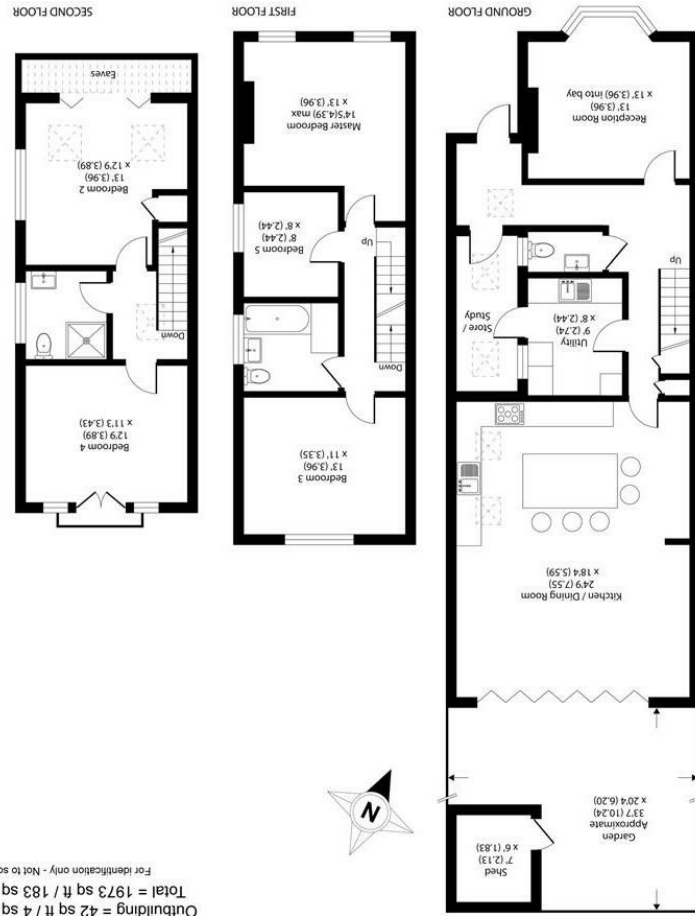 Outbuilding = 42 sq ft / 4 sq
Total = 1973 sq ft / 183 sq
For identification only - Not to sc
Shed
7' (2.13)
x 6' (1.83)
Garden
Approximate
33'7 (10.24)
x 20'4 (6.20)
N
Kitchen / Dining Room
24'9 (7.55)
x 18'4 (5.59)
Utility
9' (2.74)
x 8' (2.44)
Store /
Study
Up
Reception Room
13' (3.96)
x 13' (3.96) into bay
GROUND FLOOR
Bedroom 3
13' (3.96)
x 11' (3.35)
Down
Bedroom 5
8' (2.44)
x 8' (2.44)
Up
Master Bedroom
14'5 (4.39) max
x 13' (3.96)
FIRST FLOOR
Bedroom 4
12'9 (3.89)
x 11'3 (3.43)
Down
Bedroom 2
13' (3.96)
x 12'9 (3.89)
Eaves
SECOND FLOOR